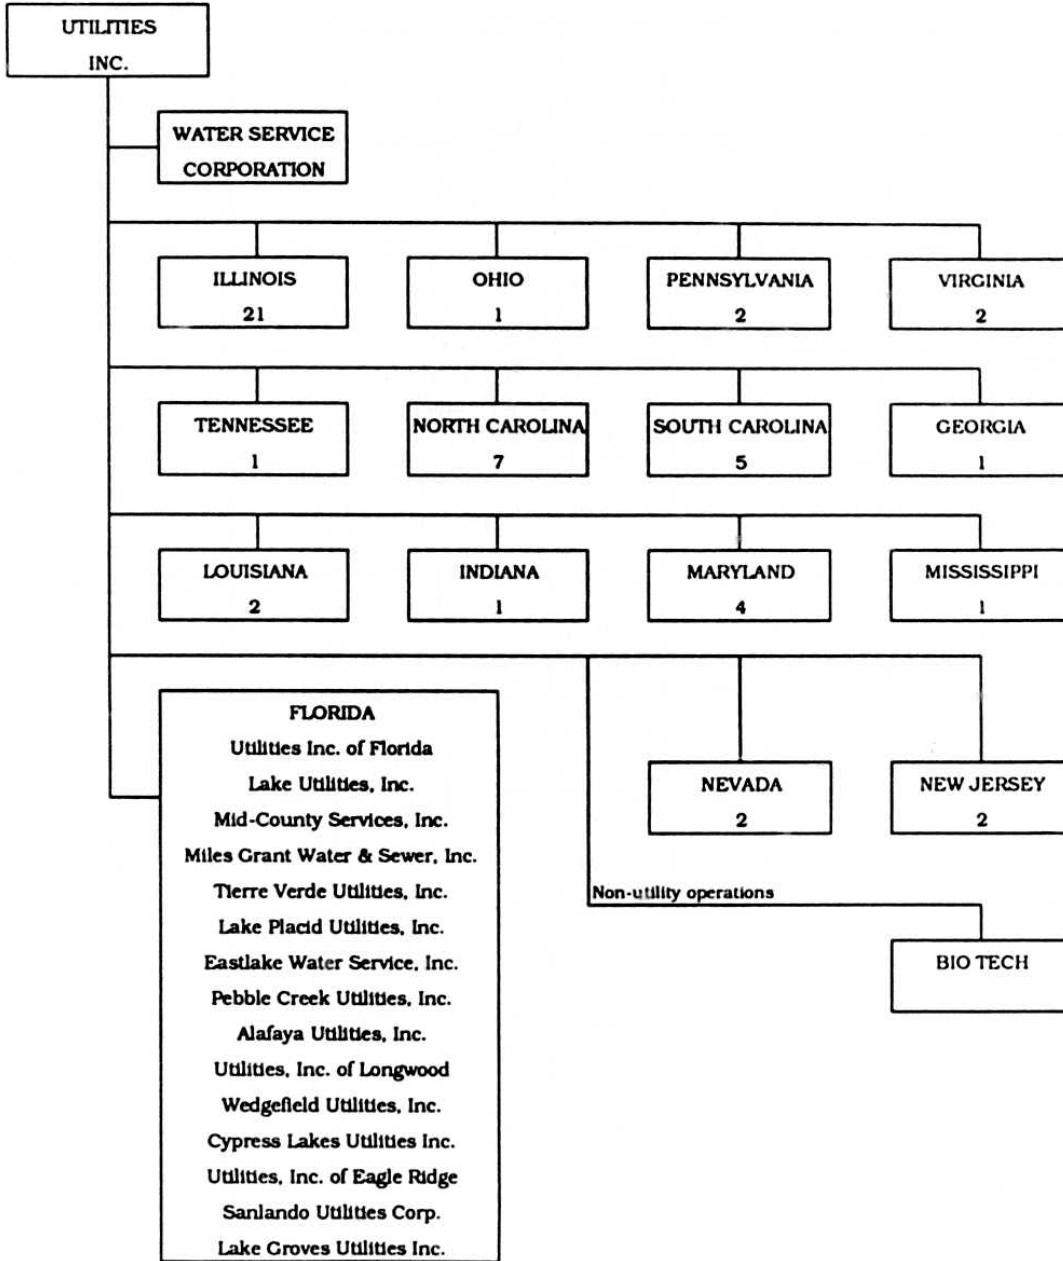 UTILITIES
INC.
WATER SERVICE
CORPORATION
ILLINOIS
21
OHIO
1
PENNSYLVANIA
2
VIRGINIA
2
TENNESSEE
1
NORTH CAROLINA
7
SOUTH CAROLINA
5
GEORGIA
1
LOUISIANA
2
INDIANA
1
MARYLAND
4
MISSISSIPPI
1
FLORIDA
Utilities Inc. of Florida
Lake Utilities, Inc.
Mid-County Services, Inc.
Miles Grant Water & Sewer, Inc.
Tierre Verde Utilities, Inc.
Lake Placid Utilities, Inc.
Eastlake Water Service, Inc.
Pebble Creek Utilities, Inc.
Alafaya Utilities, Inc.
Utilities, Inc. of Longwood
Wedgefield Utilities, Inc.
Cypress Lakes Utilities Inc.
Utilities, Inc. of Eagle Ridge
Sanlando Utilities Corp.
Lake Groves Utilities Inc.
NEVADA
2
NEW JERSEY
2
Non-utility operations
BIO TECH